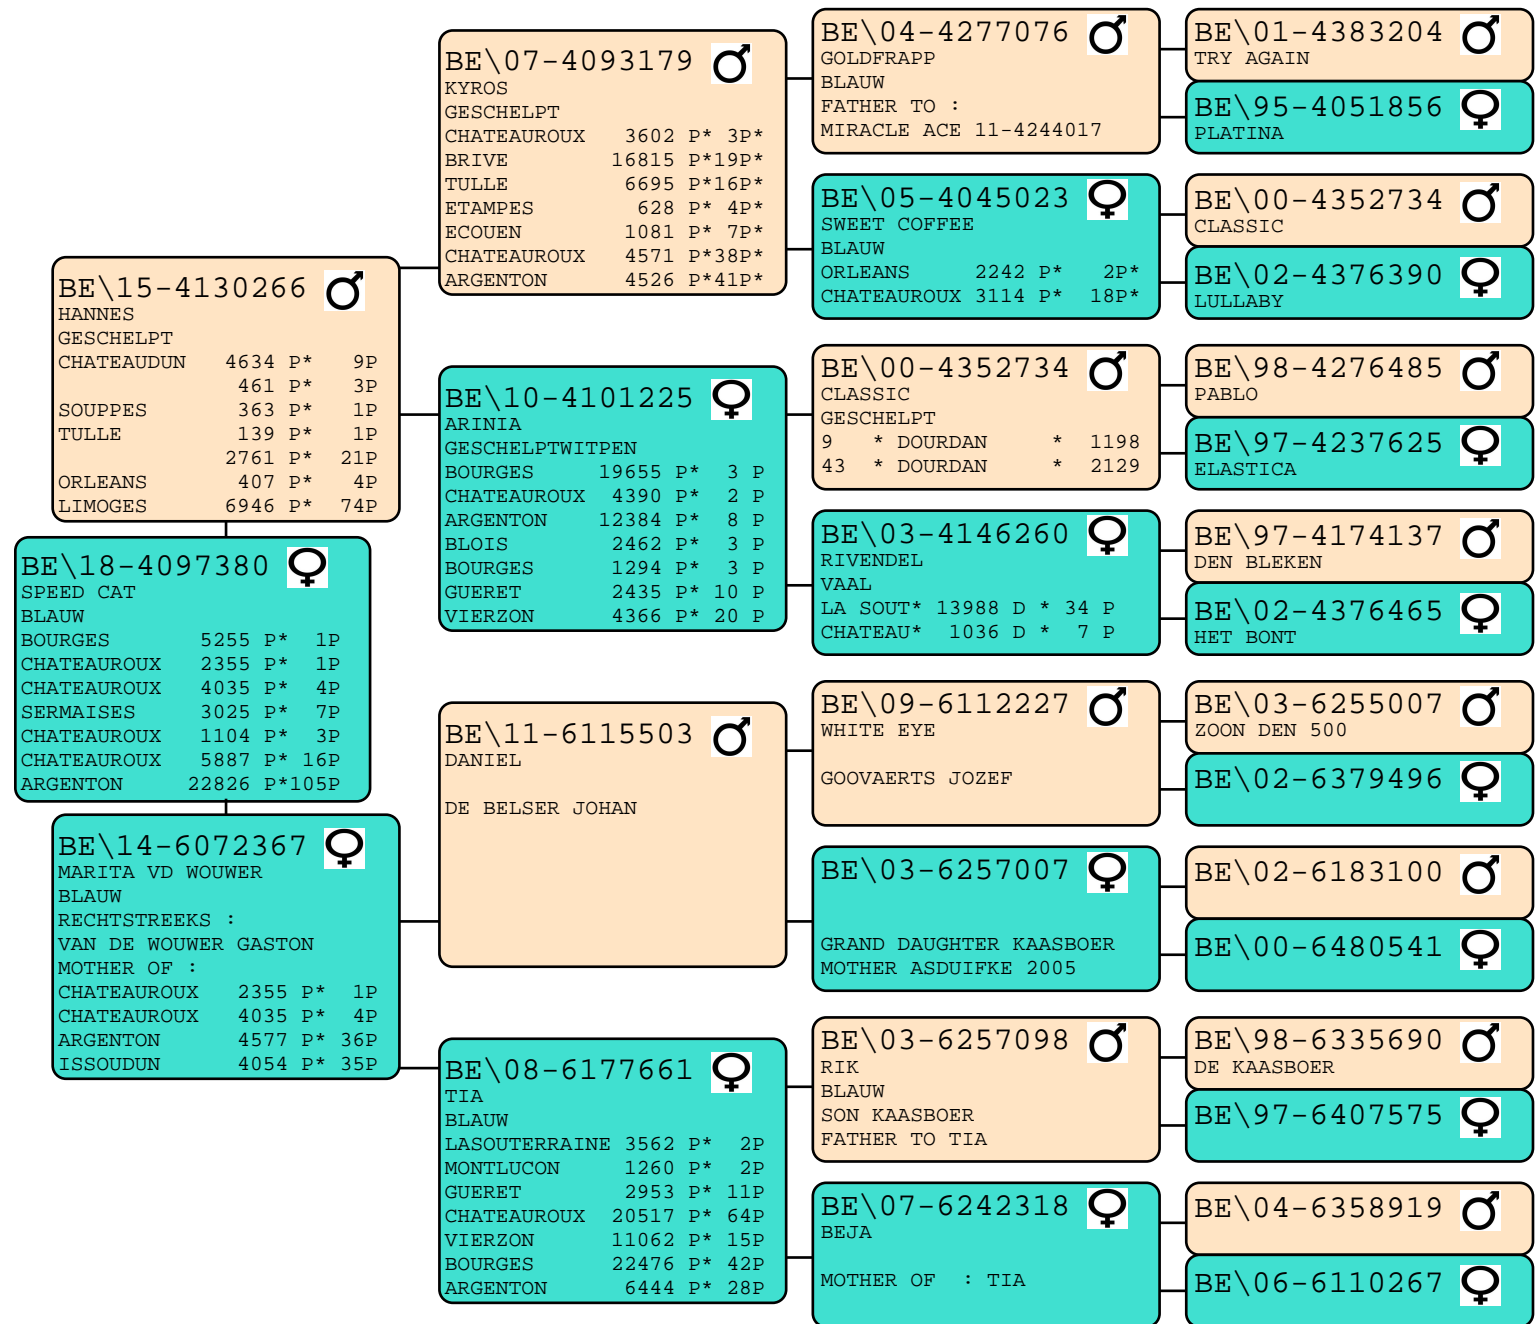 BE\18-4097380
SPEED CAT
BLAUW
BOURGES 5255 P* 1P
CHATEAUROUX 2355 P* 1P
CHATEAUROUX 4035 P* 4P
SERMAISES 3025 P* 7P
CHATEAUROUX 1104 P* 3P
CHATEAUROUX 5887 P* 16P
ARGENTON 22826 P*105P
BE\15-4130266
HANNES
GESCHELPT
CHATEAUDUN 4634 P* 9P
461 P* 3P
SOUPPES 363 P* 1P
TULLE 139 P* 1P
2761 P* 21P
ORLEANS 407 P* 4P
LIMOGES 6946 P* 74P
BE\14-6072367
MARITA VD WOUWER
BLAUW
RECHTSTREEKS :
VAN DE WOUWER GASTON
MOTHER OF :
CHATEAUROUX 2355 P* 1P
CHATEAUROUX 4035 P* 4P
ARGENTON 4577 P* 36P
ISSOUDUN 4054 P* 35P
BE\07-4093179
KYROS
GESCHELPT
CHATEAUROUX 3602 P* 3P*
BRIVE 16815 P*19P*
TULLE 6695 P*16P*
ETAMPES 628 P* 4P*
ECOUEN 1081 P* 7P*
CHATEAUROUX 4571 P*38P*
ARGENTON 4526 P*41P*
BE\10-4101225
ARINIA
GESCHELPTWITPEN
BOURGES 19655 P* 3 P
CHATEAUROUX 4390 P* 2 P
ARGENTON 12384 P* 8 P
BLOIS 2462 P* 3 P
BOURGES 1294 P* 3 P
GUERET 2435 P* 10 P
VIERZON 4366 P* 20 P
BE\11-6115503
DANIEL
DE BELSER JOHAN
BE\08-6177661
TIA
BLAUW
LASOUTERRAINE 3562 P* 2P
MONTLUCON 1260 P* 2P
GUERET 2953 P* 11P
CHATEAUROUX 20517 P* 64P
VIERZON 11062 P* 15P
BOURGES 22476 P* 42P
ARGENTON 6444 P* 28P
BE\04-4277076
GOLDFRAPP
BLAUW
FATHER TO :
MIRACLE ACE 11-4244017
BE\05-4045023
SWEET COFFEE
BLAUW
ORLEANS 2242 P* 2P*
CHATEAUROUX 3114 P* 18P*
BE\00-4352734
CLASSIC
GESCHELPT
9 * DOURDAN * 1198
43 * DOURDAN * 2129
BE\03-4146260
RIVENDEL
VAAL
LA SOUT* 13988 D * 34 P
CHATEAU* 1036 D * 7 P
BE\09-6112227
WHITE EYE
GOOVAERTS JOZEF
BE\03-6257007
GRAND DAUGHTER KAASBOER
MOTHER ASDUIFKE 2005
BE\03-6257098
RIK
BLAUW
SON KAASBOER
FATHER TO TIA
BE\07-6242318
BEJA
MOTHER OF : TIA
BE\01-4383204
TRY AGAIN
BE\95-4051856
PLATINA
BE\00-4352734
CLASSIC
BE\02-4376390
LULLABY
BE\98-4276485
PABLO
BE\97-4237625
ELASTICA
BE\97-4174137
DEN BLEKEN
BE\02-4376465
HET BONT
BE\03-6255007
ZOON DEN 500
BE\02-6379496
BE\02-6183100
BE\00-6480541
BE\98-6335690
DE KAASBOER
BE\97-6407575
BE\04-6358919
BE\06-6110267